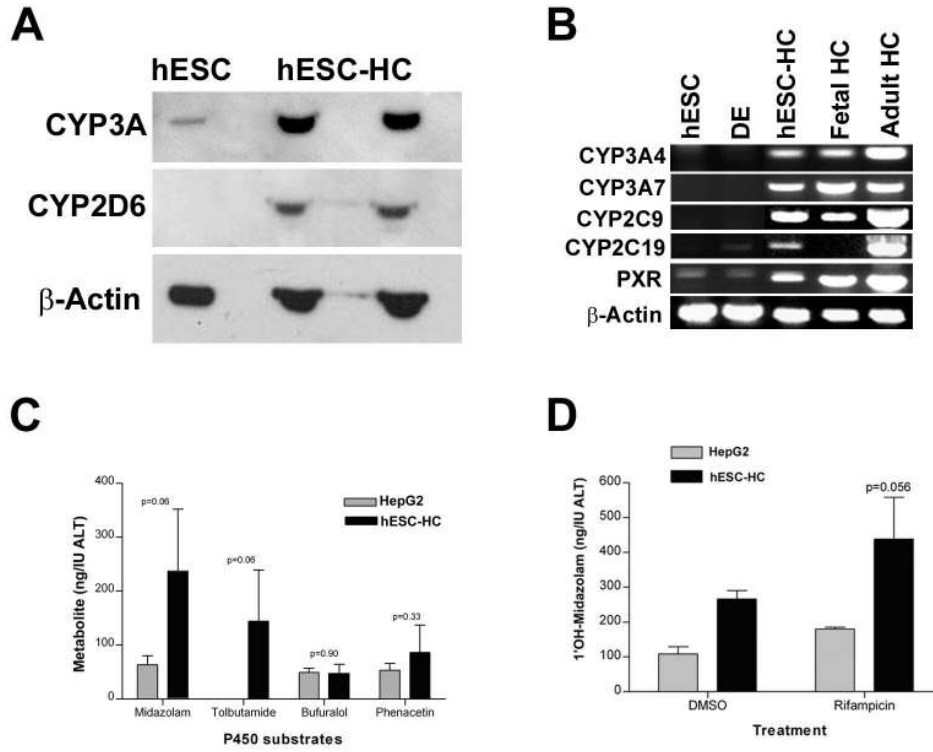 A
hESC hESC-HC
CYP3A
CYP2D6
β-Actin
B
hESC DE hESC-HC Fetal HC Adult HC
CYP3A4
CYP3A7
CYP2C9
CYP2C19
PXR
β-Actin
C
Metabolite (ng/IU ALT)
400
300
200
100
0
HepG2
hESC-HC
p=0.06 p=0.06 p=0.90 p=0.33
Midazolam Tolbutamide Bufuralol Phenacetin
P450 substrates
D
HepG2
hESC-HC
1'OH-Midazolam (ng/IU ALT)
600
500
400
300
200
100
0
p=0.056
DMSO Rifampicin
Treatment